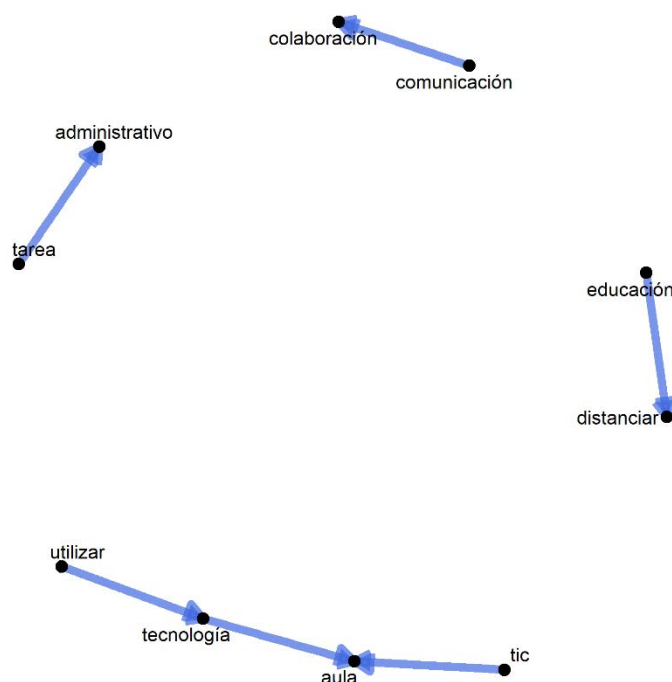 colaboración
comunicación
administrativo
tarea
educación
distanciar
utilizar
tecnología
tic
aula